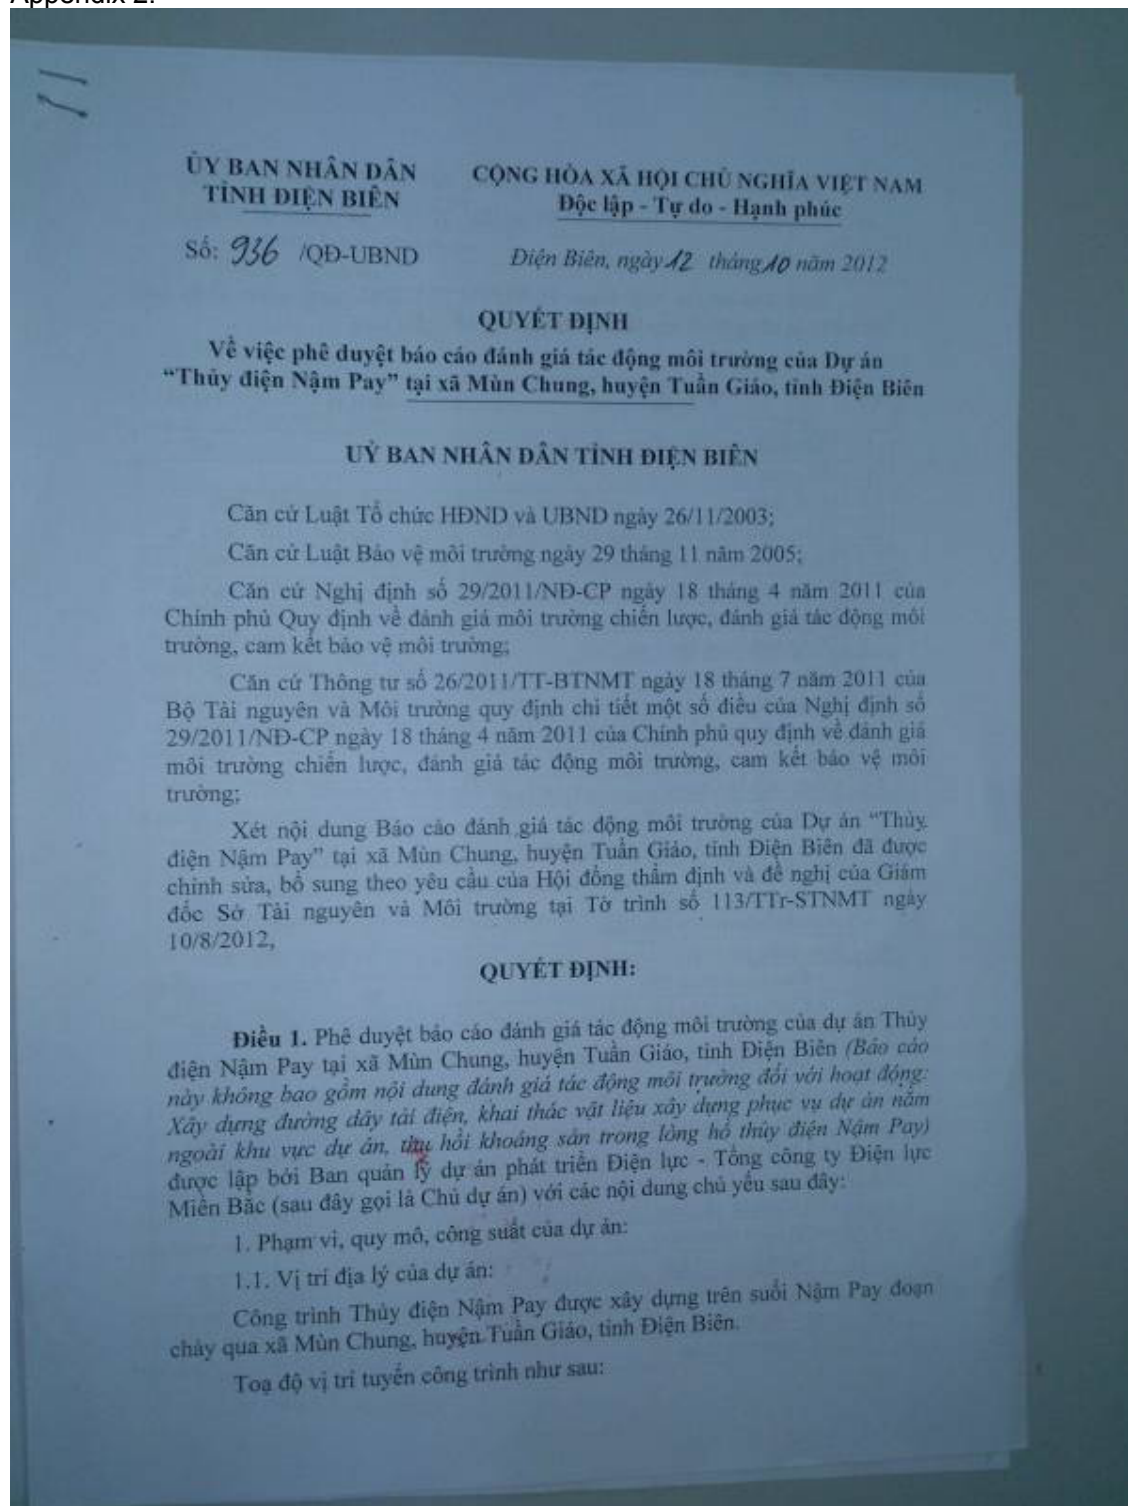 Appendix 2:
ỦY BAN NHÂN DÂN
TỈNH ĐIỆN BIÊN
CỘNG HÒA XÃ HỘI CHỦ NGHĨA VIỆT NAM
Độc lập - Tự do - Hạnh phúc
Số: 936 /QĐ-UBND
Điện Biên, ngày 12 tháng 10 năm 2012
QUYẾT ĐỊNH
Về việc phê duyệt báo cáo đánh giá tác động môi trường của Dự án
“Thủy điện Nậm Pay” tại xã Mùn Chung, huyện Tuần Giáo, tỉnh Điện Biên
UỶ BAN NHÂN DÂN TỈNH ĐIỆN BIÊN
Căn cứ Luật Tổ chức HĐND và UBND ngày 26/11/2003;
Căn cứ Luật Bảo vệ môi trường ngày 29 tháng 11 năm 2005;
Căn cứ Nghị định số 29/2011/NĐ-CP ngày 18 tháng 4 năm 2011 của
Chính phủ Quy định về đánh giá môi trường chiến lược, đánh giá tác động môi
trường, cam kết bảo vệ môi trường;
Căn cứ Thông tư số 26/2011/TT-BTNMT ngày 18 tháng 7 năm 2011 của
Bộ Tài nguyên và Môi trường quy định chi tiết một số điều của Nghị định số
29/2011/NĐ-CP ngày 18 tháng 4 năm 2011 của Chính phủ quy định về đánh giá
môi trường chiến lược, đánh giá tác động môi trường, cam kết bảo vệ môi
trường;
Xét nội dung Báo cáo đánh giá tác động môi trường của Dự án “Thủy
điện Nậm Pay” tại xã Mùn Chung, huyện Tuần Giáo, tỉnh Điện Biên đã được
chỉnh sửa, bổ sung theo yêu cầu của Hội đồng thẩm định và đề nghị của Giám
đốc Sở Tài nguyên và Môi trường tại Tờ trình số 113/TTr-STNMT ngày
10/8/2012,
QUYẾT ĐỊNH:
Điều 1. Phê duyệt báo cáo đánh giá tác động môi trường của dự án Thủy
điện Nậm Pay tại xã Mùn Chung, huyện Tuần Giáo, tỉnh Điện Biên (Báo cáo
này không bao gồm nội dung đánh giá tác động môi trường đối với hoạt động:
Xây dựng đường dây tải điện, khai thác vật liệu xây dựng phục vụ dự án nằm
ngoài khu vực dự án, thu hồi khoáng sản trong lòng hồ thủy điện Nậm Pay)
được lập bởi Ban quản lý dự án phát triển Điện lực - Tổng công ty Điện lực
Miền Bắc (sau đây gọi là Chủ dự án) với các nội dung chủ yếu sau đây:
1. Phạm vi, quy mô, công suất của dự án:
1.1. Vị trí địa lý của dự án:
Công trình Thủy điện Nậm Pay được xây dựng trên suối Nậm Pay đoạn
chảy qua xã Mùn Chung, huyện Tuần Giáo, tỉnh Điện Biên.
Toạ độ vị trí tuyến công trình như sau: